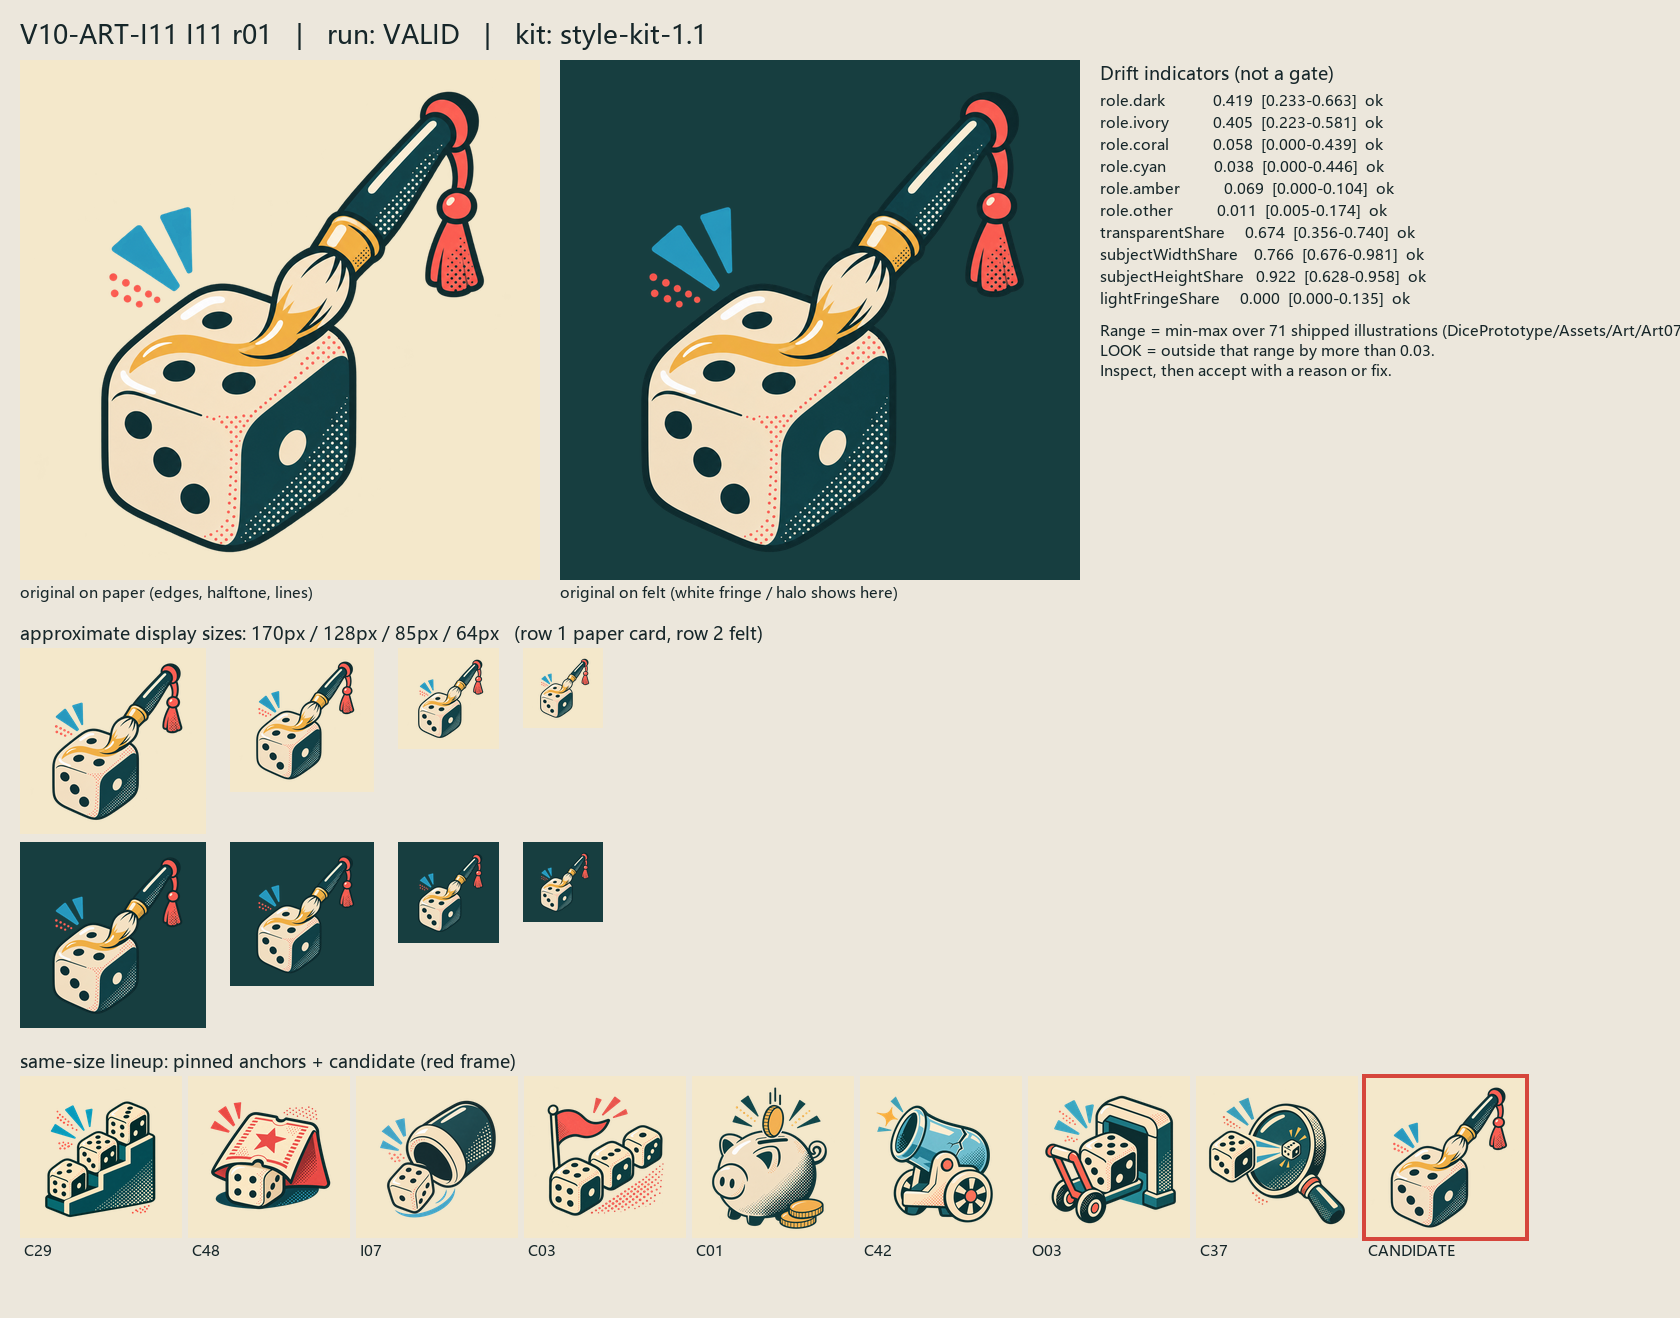 V10-ART-I11 I11 r01   |   run: VALID   |   kit: style-kit-1.1
Drift indicators (not a gate)
role.dark 0.419 [0.233-0.663] ok
role.ivory 0.405 [0.223-0.581] ok
role.coral 0.058 [0.000-0.439] ok
role.cyan 0.038 [0.000-0.446] ok
role.amber 0.069 [0.000-0.104] ok
role.other 0.011 [0.005-0.174] ok
transparentShare 0.674 [0.356-0.740] ok
subjectWidthShare 0.766 [0.676-0.981] ok
subjectHeightShare 0.922 [0.628-0.958] ok
lightFringeShare 0.000 [0.000-0.135] ok
Range = min-max over 71 shipped illustrations (DicePrototype/Assets/Art/Art07
LOOK = outside that range by more than 0.03.
Inspect, then accept with a reason or fix.
original on paper (edges, halftone, lines)
original on felt (white fringe / halo shows here)
approximate display sizes: 170px / 128px / 85px / 64px   (row 1 paper card, row 2 felt)
same-size lineup: pinned anchors + candidate (red frame)
C29
C48
I07
C03
C01
C42
O03
C37
CANDIDATE